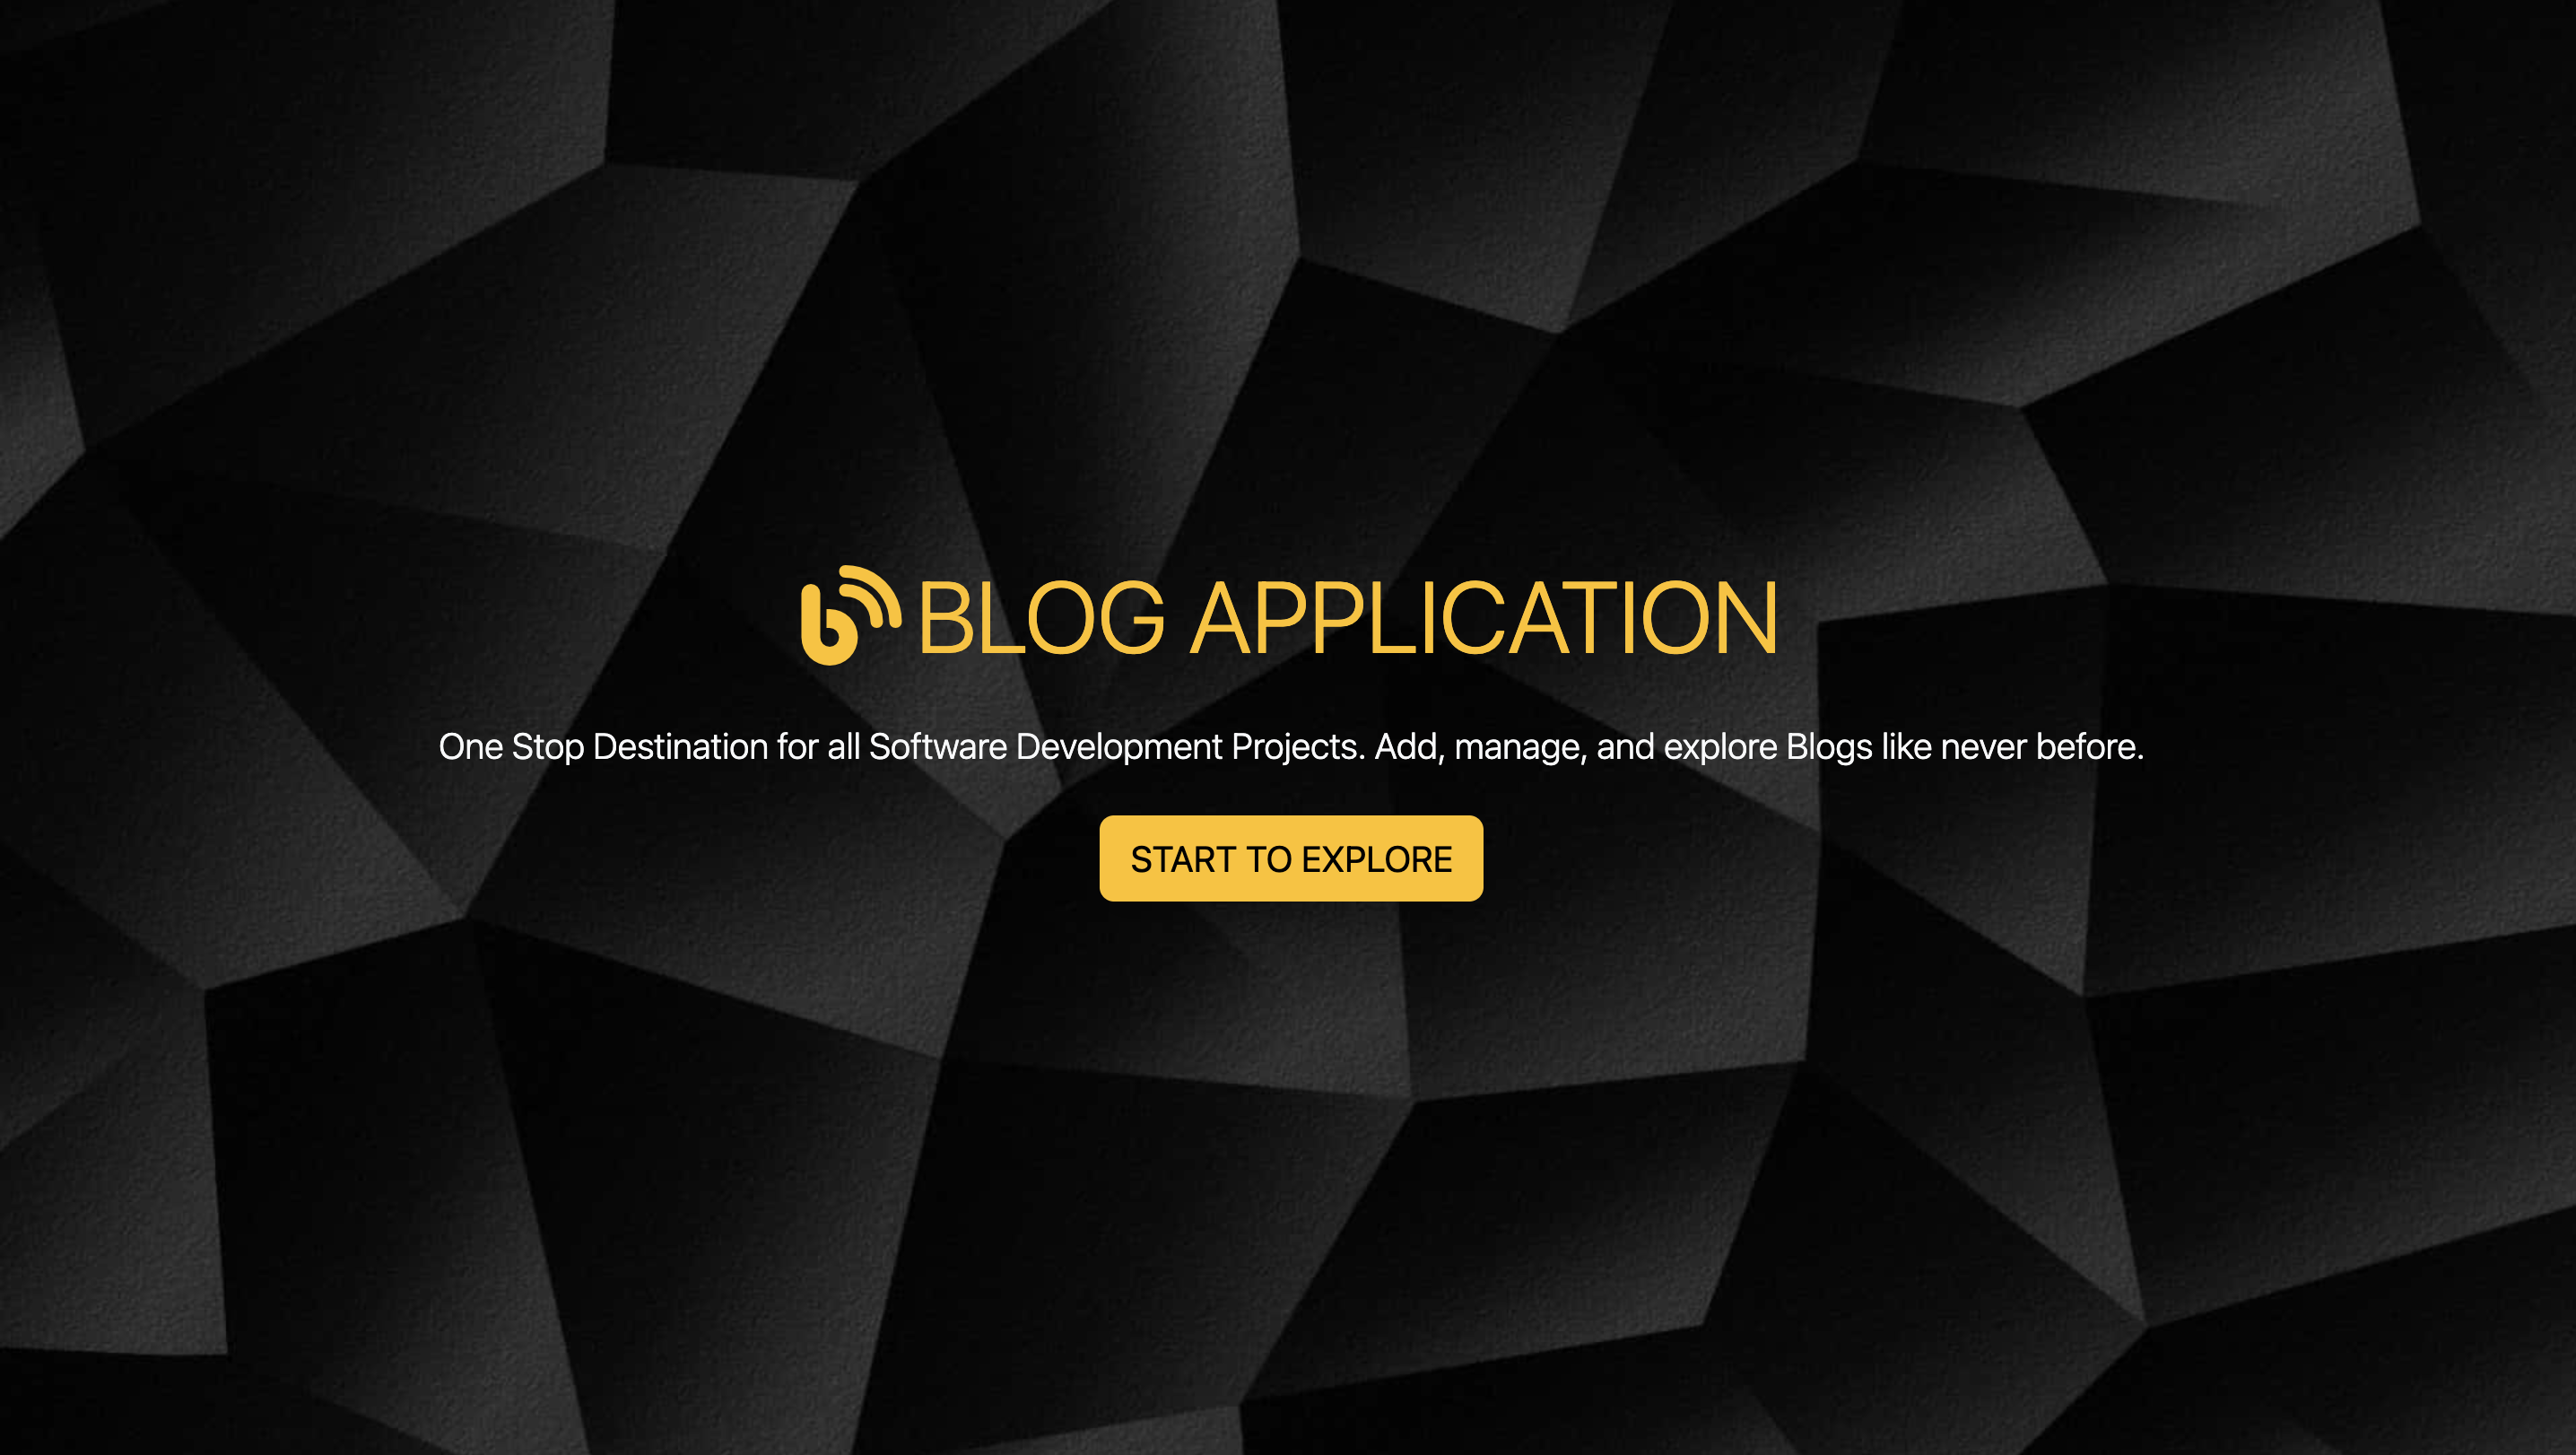 BLOG APPLICATION
One Stop Destination for all Software Development Projects. Add, manage, and explore Blogs like never before.
START TO EXPLORE